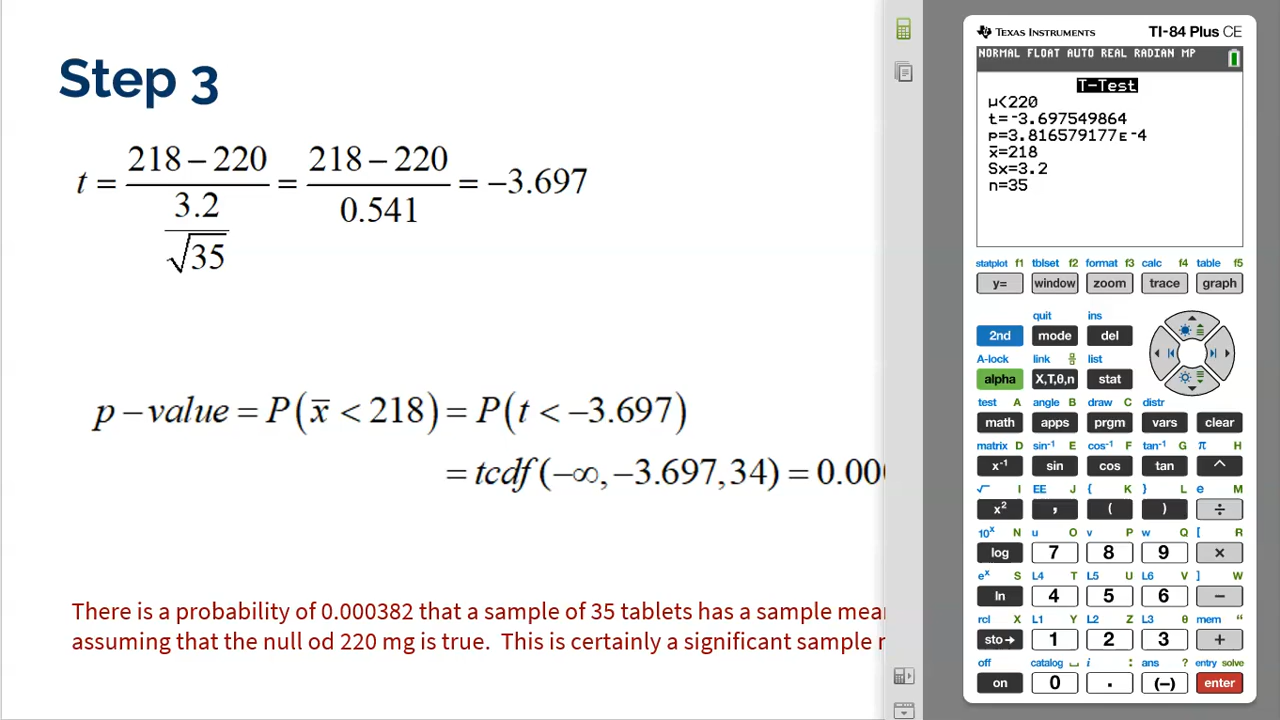 Step 3
t = (218 − 220) / (3.2 / √35) = (218 − 220) / 0.541 = −3.697
p − value = P(x̅ < 218) = P(t < −3.697)
= tcdf (−∞, −3.697, 34) = 0.00
There is a probability of 0.000382 that a sample of 35 tablets has a sample mea
assuming that the null od 220 mg is true. This is certainly a significant sample
TEXAS INSTRUMENTS TI-84 Plus CE
NORMAL FLOAT AUTO REAL RADIAN MP
T-Test
μ<220
t=⁻3.697549864
p=3.816579177ᴇ⁻4
x̅=218
Sx=3.2
n=35
statplot f1 tblset f2 format f3 calc f4 table f5
y= window zoom trace graph
quit ins
2nd mode del
A-lock link list
alpha X,T,θ,n stat
test A angle B draw C distr
math apps prgm vars clear
matrix D sin⁻¹ E cos⁻¹ F tan⁻¹ G π H
x⁻¹ sin cos tan ^
√ I EE J { K } L e M
x² , ( ) ÷
10ˣ N u O v P w Q [ R
log 7 8 9 ×
eˣ S L4 T L5 U L6 V ] W
ln 4 5 6 −
rcl X L1 Y L2 Z L3 θ mem “
sto→ 1 2 3 +
off catalog ␣ i : ans ? entry solve
on 0 . (−) enter